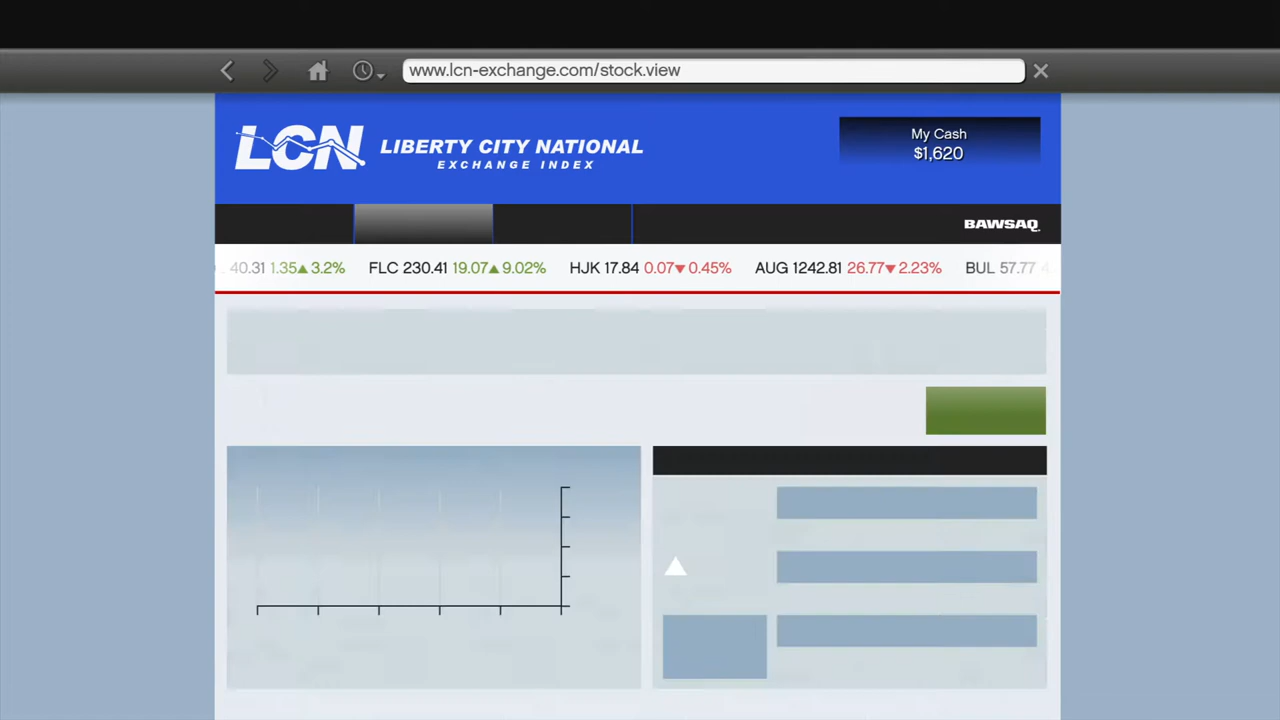 www.lcn-exchange.com/stock.view
LCN LIBERTY CITY NATIONAL
EXCHANGE INDEX
My Cash
$1,620
BAWSAQ
40.31 1.35▲3.2% FLC 230.41 19.07▲9.02% HJK 17.84 0.07▼0.45% AUG 1242.81 26.77▼2.23% BUL 57.77